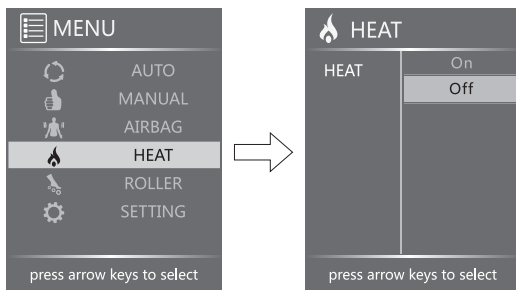 MENU
AUTO
MANUAL
AIRBAG
HEAT
ROLLER
SETTING
press arrow keys to select
HEAT
HEAT
On
Off
press arrow keys to select